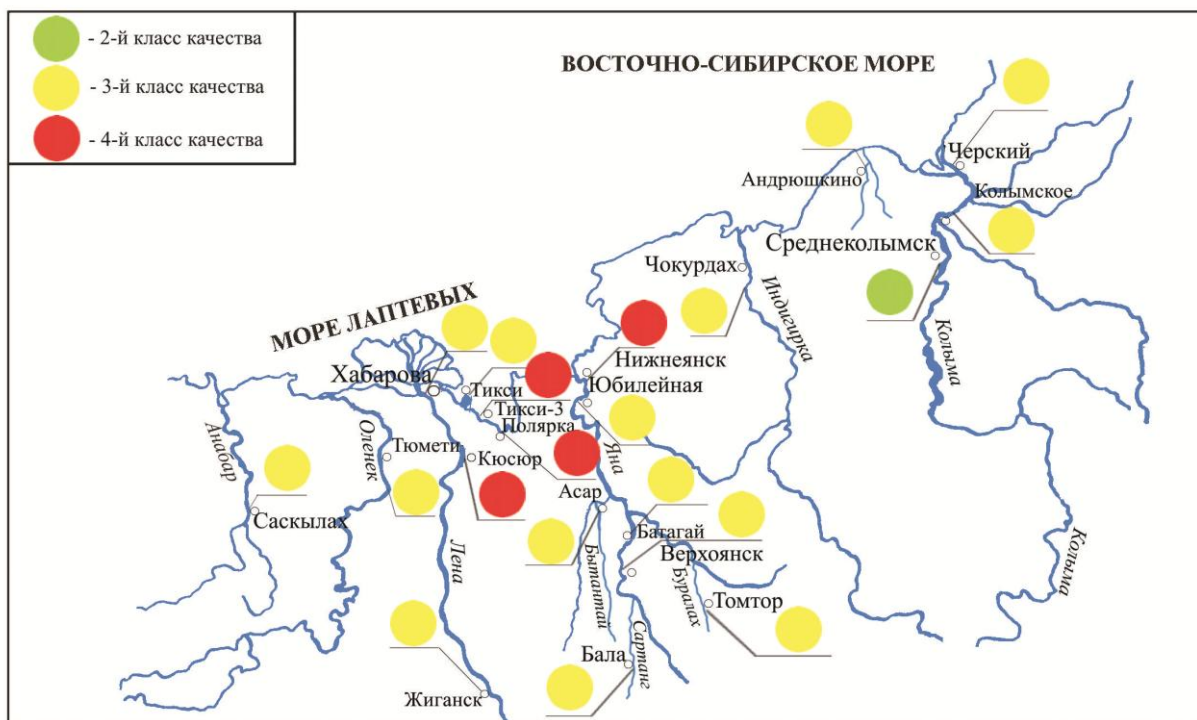 - 2-й класс качества
- 3-й класс качества
- 4-й класс качества
ВОСТОЧНО-СИБИРСКОЕ МОРЕ
Черский
Андрюшкино
Колымское
Среднеколымск
Чокурдах
Индигирка
Колыма
МОРЕ ЛАПТЕВЫХ
Нижнеянск
Хабарова
Тикси
Юбилейная
Тикси-3
Полярка
Анабар
Оленек
Тюмети
Кюсюр
Яна
Асар
Саскылах
Батагай
Верхоянск
Лена
Бытантай
Буралах
Томтор
Колыма
Сартанг
Бала
Жиганск